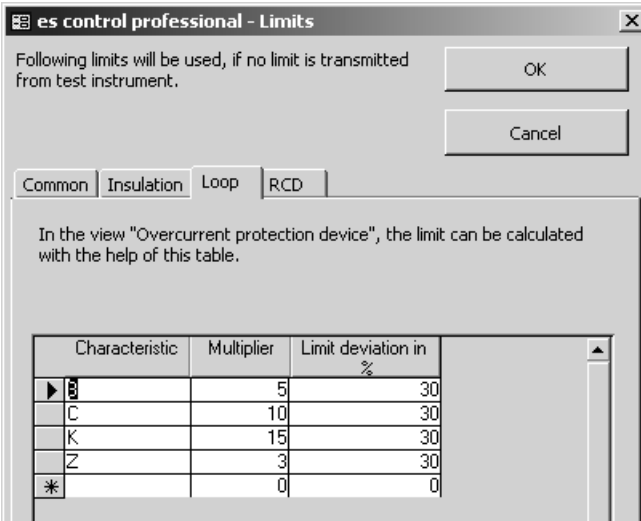 es control professional - Limits
Following limits will be used, if no limit is transmitted
from test instrument.
OK
Cancel
Common Insulation Loop RCD
In the view "Overcurrent protection device", the limit can be calculated
with the help of this table.
Characteristic Multiplier Limit deviation in
%
B 5 30
C 10 30
K 15 30
Z 3 30
0 0